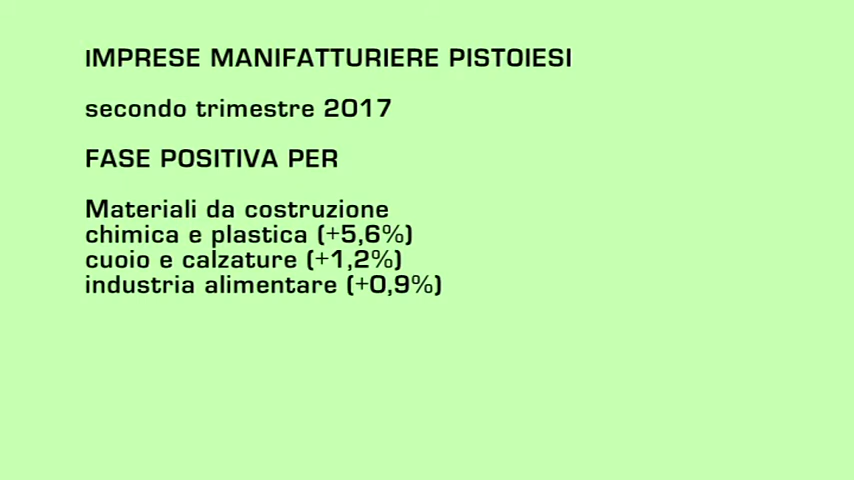 IMPRESE MANIFATTURIERE PISTOIESI
secondo trimestre 2017
FASE POSITIVA PER
Materiali da costruzione
chimica e plastica (+5,6%)
cuoio e calzature (+1,2%)
industria alimentare (+0,9%)